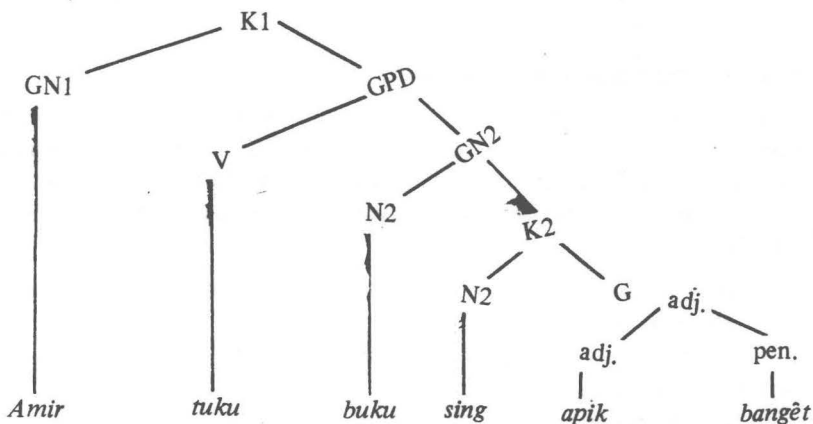 K1
GN1 GPD
V GN2
N2 K2
N2 G adj.
adj. pen.
Amir tuku buku sing apik bangêt